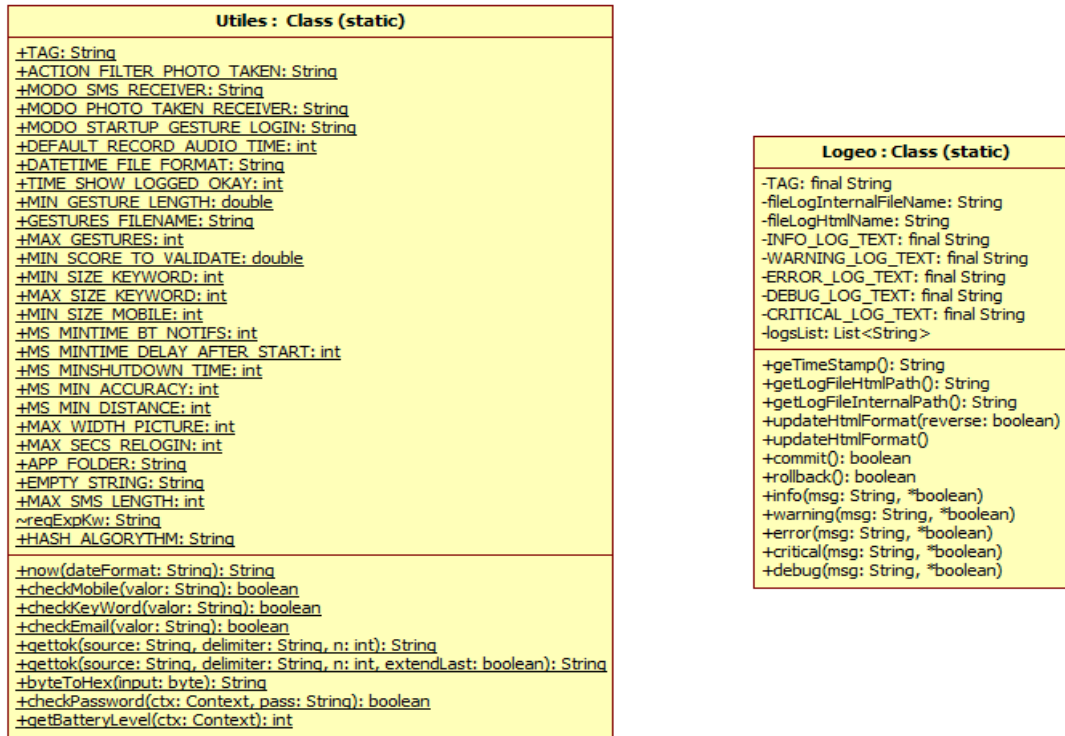 Utiles : Class (static)
+TAG: String
+ACTION_FILTER_PHOTO_TAKEN: String
+MODO_SMS_RECEIVER: String
+MODO_PHOTO_TAKEN_RECEIVER: String
+MODO_STARTUP_GESTURE_LOGIN: String
+DEFAULT_RECORD_AUDIO_TIME: int
+DATETIME_FILE_FORMAT: String
+TIME_SHOW_LOGGED_OKAY: int
+MIN_GESTURE_LENGTH: double
+GESTURES_FILENAME: String
+MAX_GESTURES: int
+MIN_SCORE_TO_VALIDATE: double
+MIN_SIZE_KEYWORD: int
+MAX_SIZE_KEYWORD: int
+MIN_SIZE_MOBILE: int
+MS_MINTIME_BT_NOTIFS: int
+MS_MINTIME_DELAY_AFTER_START: int
+MS_MINSHUTDOWN_TIME: int
+MS_MIN_ACCURACY: int
+MS_MIN_DISTANCE: int
+MAX_WIDTH_PICTURE: int
+MAX_SECS_RELOGIN: int
+APP_FOLDER: String
+EMPTY_STRING: String
+MAX_SMS_LENGTH: int
~regExpKw: String
+HASH_ALGORYTHM: String
+now(dateFormat: String): String
+checkMobile(valor: String): boolean
+checkKeyWord(valor: String): boolean
+checkEmail(valor: String): boolean
+gettok(source: String, delimiter: String, n: int): String
+gettok(source: String, delimiter: String, n: int, extendLast: boolean): String
+byteToHex(input: byte): String
+checkPassword(ctx: Context, pass: String): boolean
+getBatteryLevel(ctx: Context): int
Logeo : Class (static)
-TAG: final String
-fileLogInternalFileName: String
-fileLogHtmlName: String
-INFO_LOG_TEXT: final String
-WARNING_LOG_TEXT: final String
-ERROR_LOG_TEXT: final String
-DEBUG_LOG_TEXT: final String
-CRITICAL_LOG_TEXT: final String
-logsList: List<String>
+geTimeStamp(): String
+getLogFileHtmlPath(): String
+getLogFileInternalPath(): String
+updateHtmlFormat(reverse: boolean)
+updateHtmlFormat()
+commit(): boolean
+rollback(): boolean
+info(msg: String, *boolean)
+warning(msg: String, *boolean)
+error(msg: String, *boolean)
+critical(msg: String, *boolean)
+debug(msg: String, *boolean)